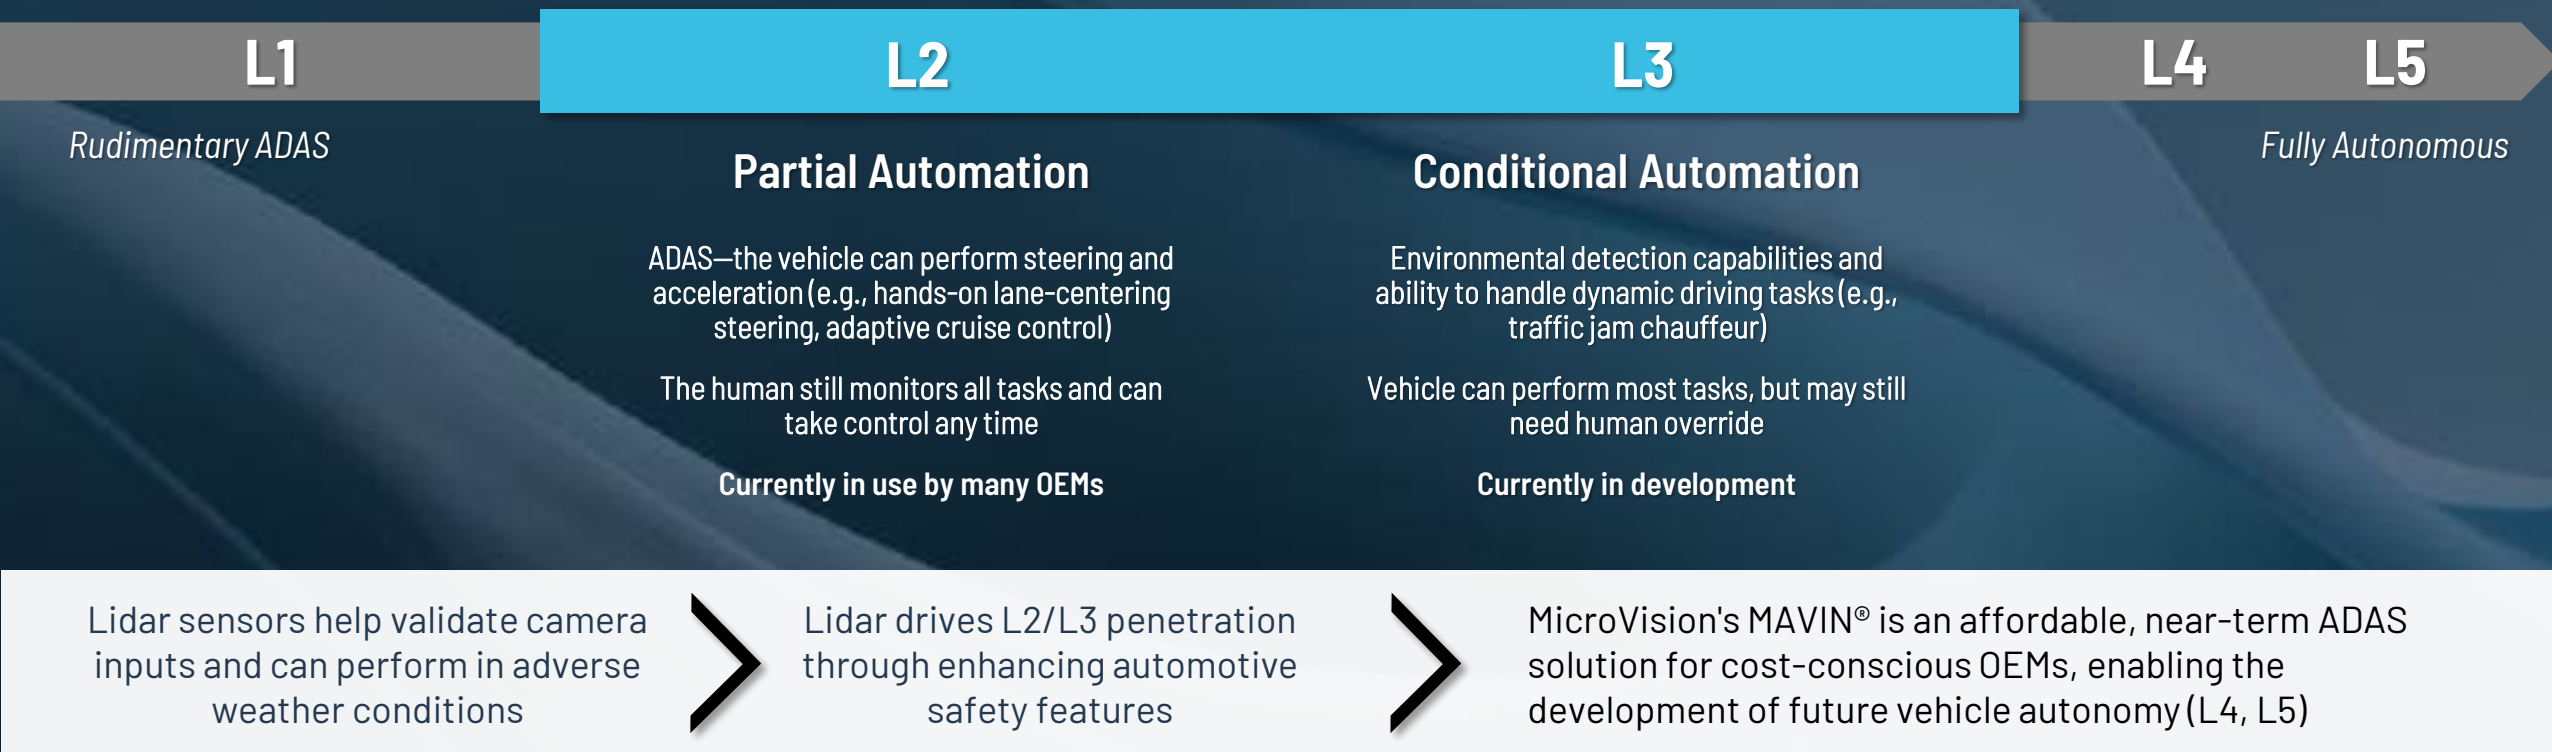 L1
L2
L3
L4
L5
Rudimentary ADAS
Fully Autonomous
Partial Automation
ADAS—the vehicle can perform steering and
acceleration (e.g., hands-on lane-centering
steering, adaptive cruise control)
The human still monitors all tasks and can
take control any time
Currently in use by many OEMs
Conditional Automation
Environmental detection capabilities and
ability to handle dynamic driving tasks (e.g.,
traffic jam chauffeur)
Vehicle can perform most tasks, but may still
need human override
Currently in development
Lidar sensors help validate camera
inputs and can perform in adverse
weather conditions
Lidar drives L2/L3 penetration
through enhancing automotive
safety features
MicroVision's MAVIN® is an affordable, near-term ADAS
solution for cost-conscious OEMs, enabling the
development of future vehicle autonomy (L4, L5)